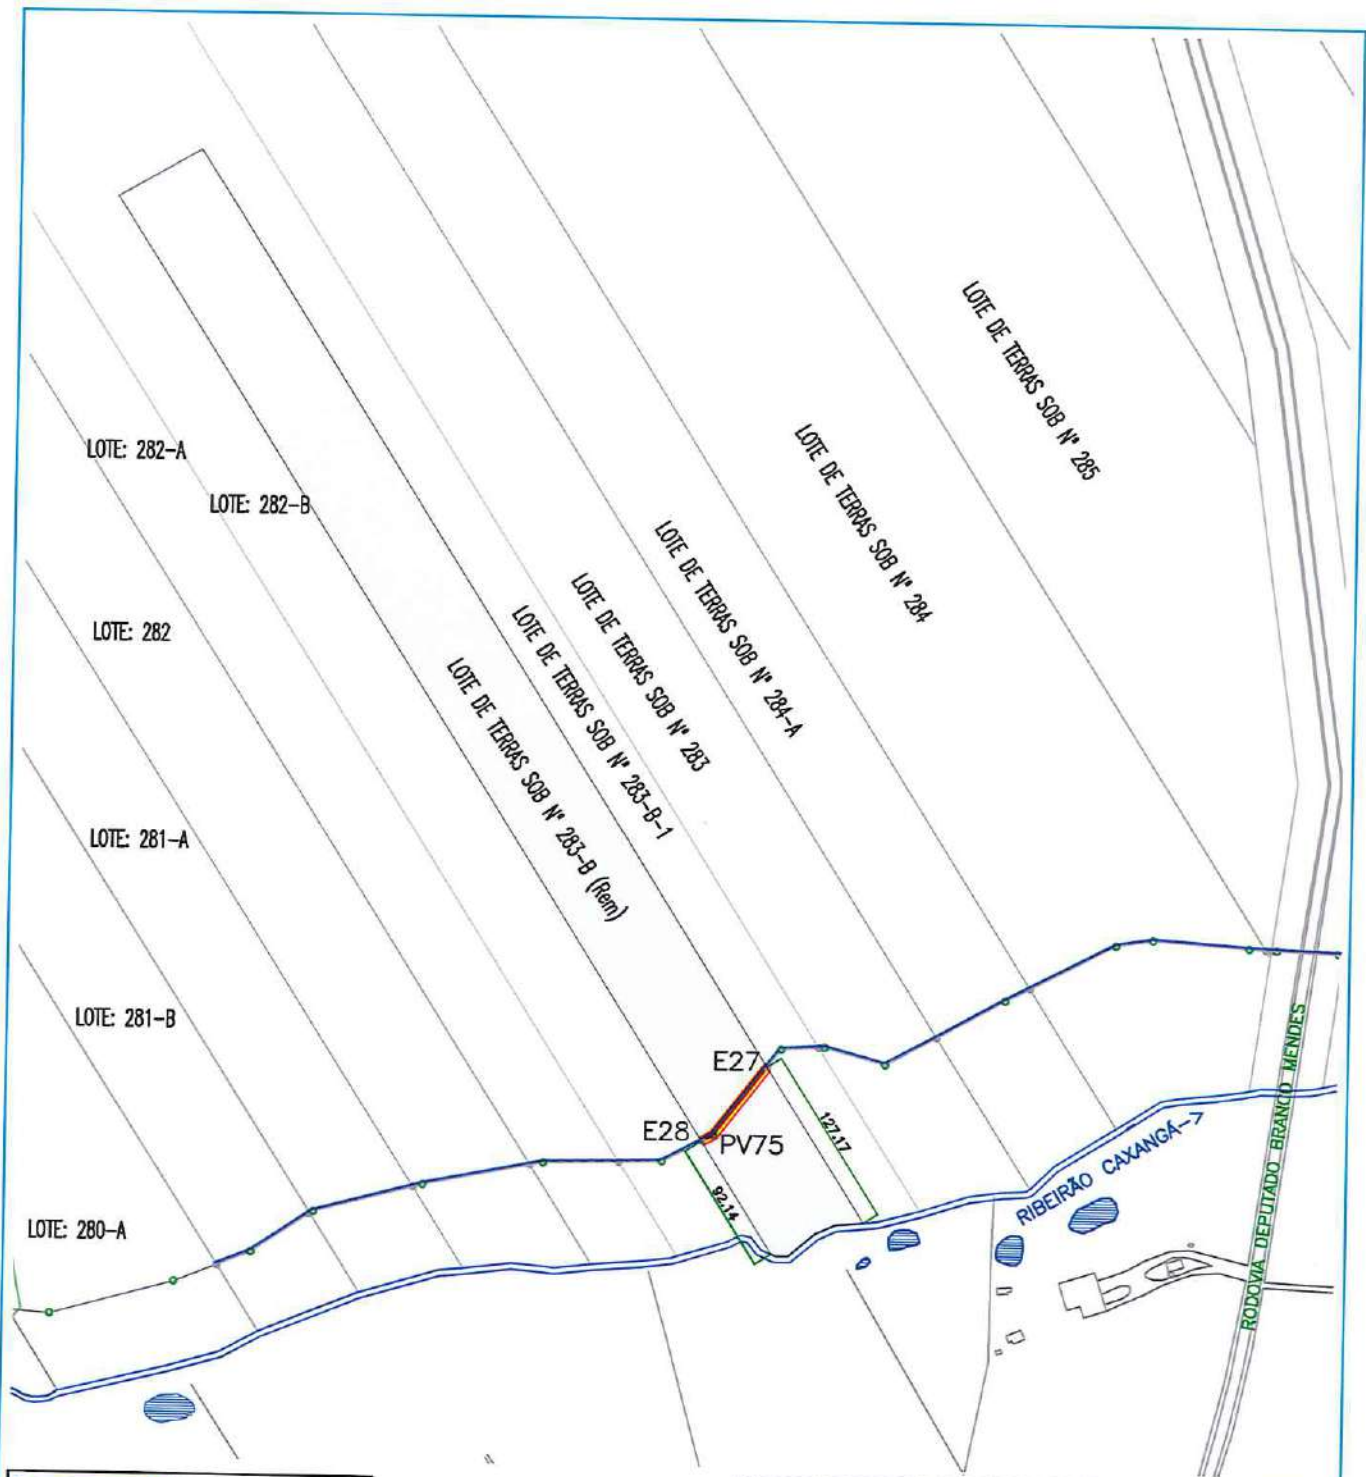 LOTE DE TERRAS SOB Nº 285
LOTE DE TERRAS SOB Nº 284
LOTE: 282-A
LOTE: 282-B
LOTE DE TERRAS SOB Nº 284-A
LOTE DE TERRAS SOB Nº 283
LOTE DE TERRAS SOB Nº 283-B-1
LOTE: 282
LOTE DE TERRAS SOB Nº 283-B (Rem)
LOTE: 281-A
LOTE: 281-B
E27
E28
PV75
127.17
92.14
RIBEIRÃO CAXANGÁ->
RODOVIA DEPUTADO BRANCO MENDES
LOTE: 280-A